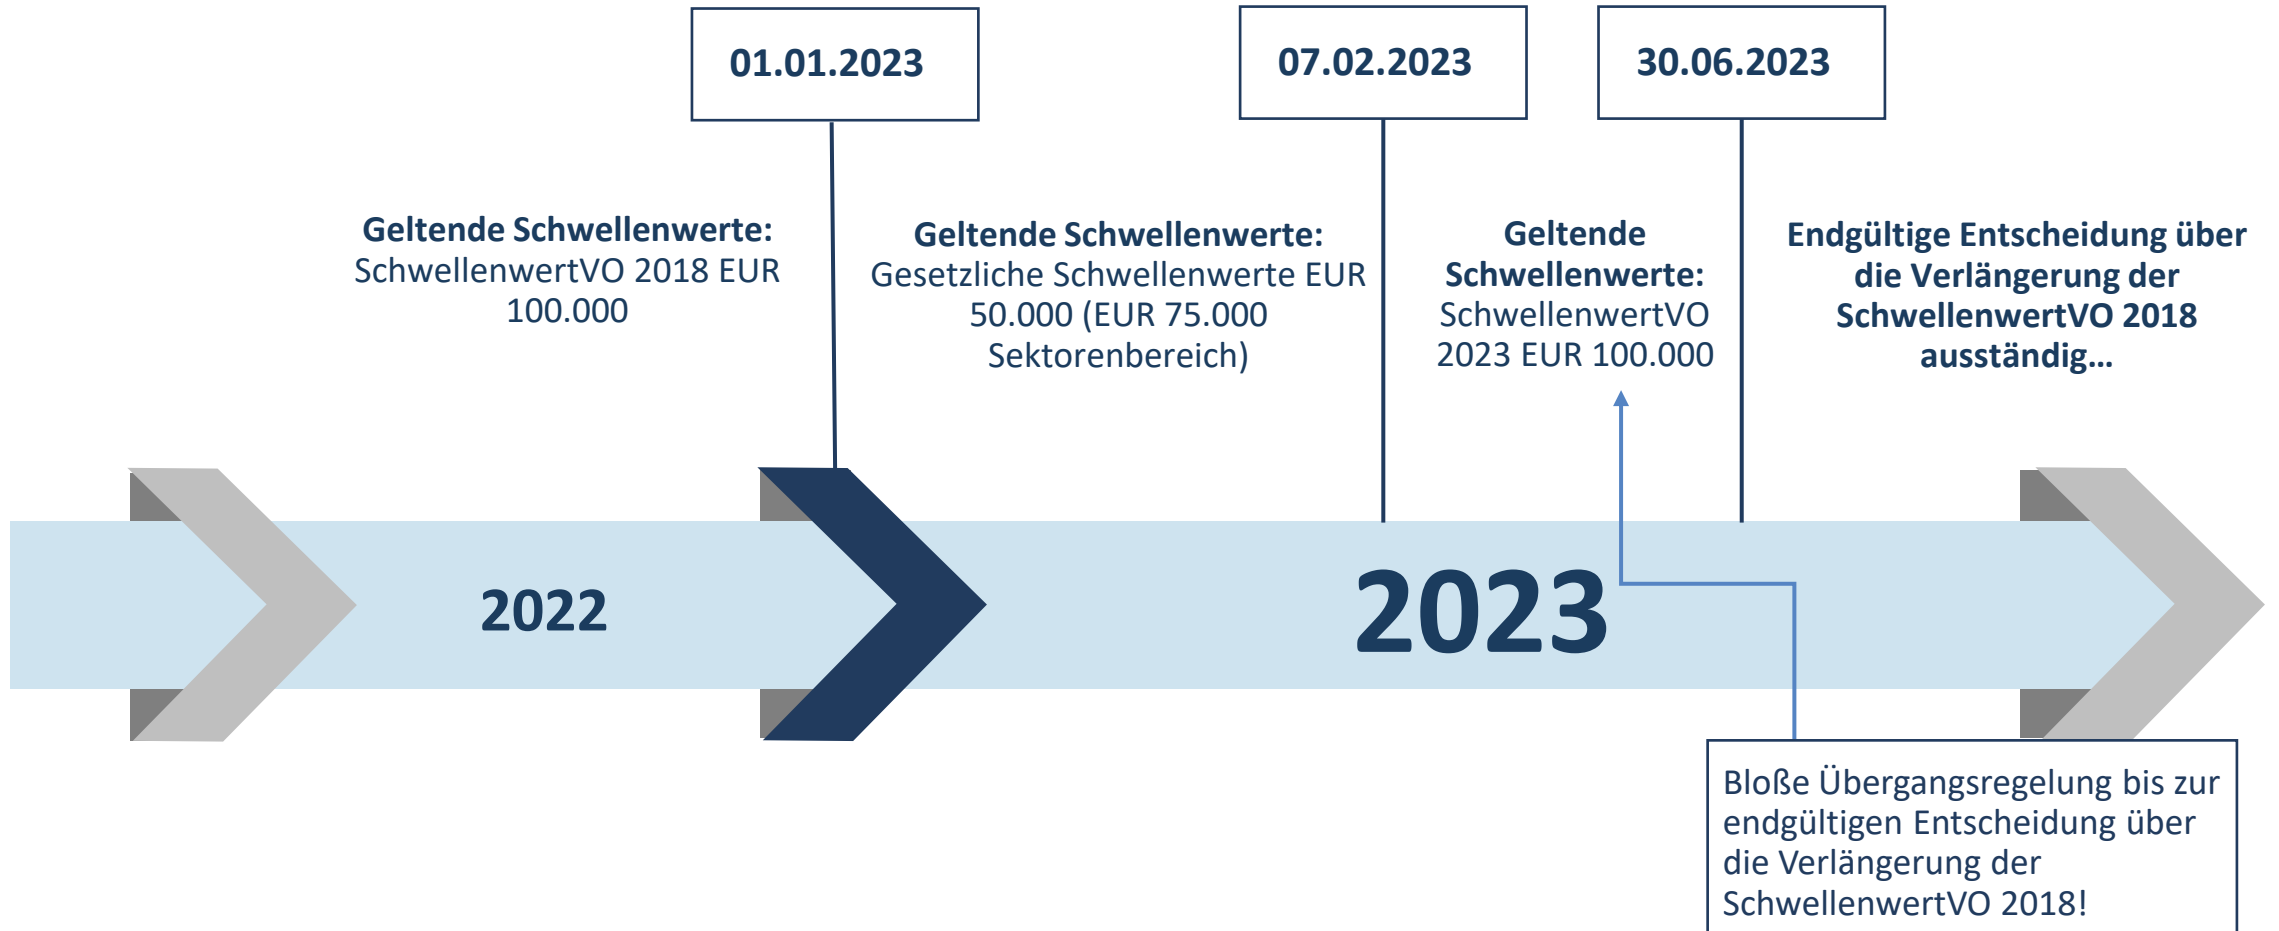 01.01.2023
07.02.2023
30.06.2023
Geltende Schwellenwerte:
SchwellenwertVO 2018 EUR
100.000
Geltende Schwellenwerte:
Gesetzliche Schwellenwerte EUR
50.000 (EUR 75.000
Sektorenbereich)
Geltende
Schwellenwerte:
SchwellenwertVO
2023 EUR 100.000
Endgültige Entscheidung über
die Verlängerung der
SchwellenwertVO 2018
ausständig…
2022
2023
Bloße Übergangsregelung bis zur
endgültigen Entscheidung über
die Verlängerung der
SchwellenwertVO 2018!